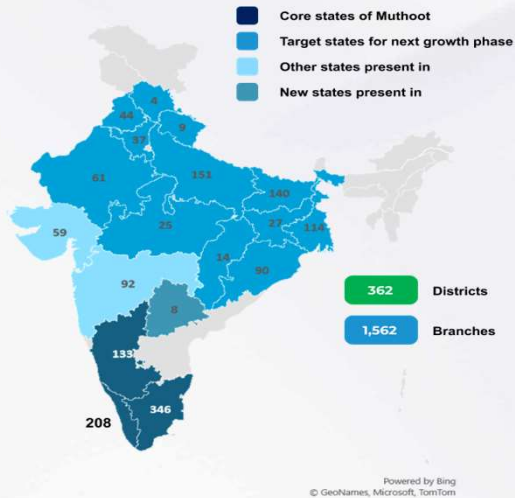 Core states of Muthoot
Target states for next growth phase
Other states present in
New states present in
4
44
9
37
61
151
140
59
25
27
114
14
90
92
8
133
346
208
362 Districts
1,562 Branches
Powered by Bing
© GeoNames, Microsoft, TomTom